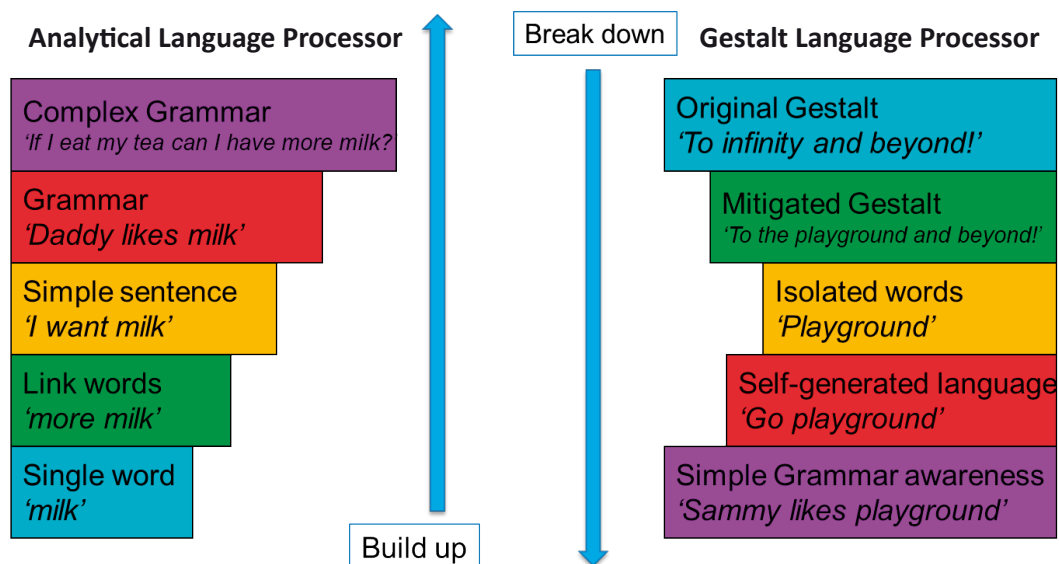 Analytical Language Processor
Complex Grammar
‘If I eat my tea can I have more milk?’
Grammar
‘Daddy likes milk’
Simple sentence
‘I want milk’
Link words
‘more milk’
Single word
‘milk’
Build up
Break down
Gestalt Language Processor
Original Gestalt
‘To infinity and beyond!’
Mitigated Gestalt
‘To the playground and beyond!’
Isolated words
‘Playground’
Self-generated language
‘Go playground’
Simple Grammar awareness
‘Sammy likes playground’